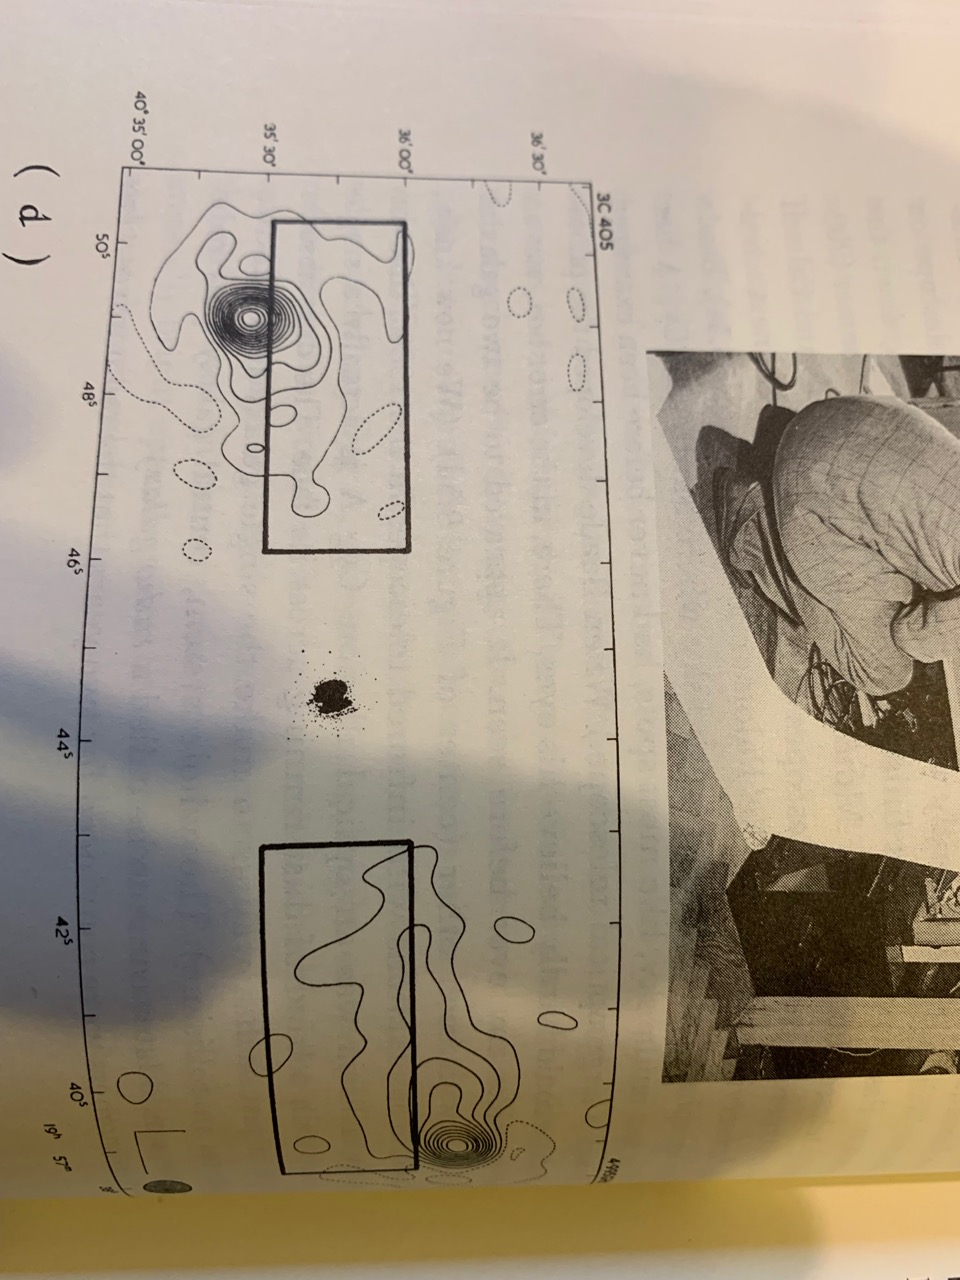 3C 405
36' 30"
36' 00"
35' 30"
40° 35' 00"
50ˢ
48ˢ
46ˢ
44ˢ
42ˢ
40ˢ
19ʰ 57ᵐ
( d )